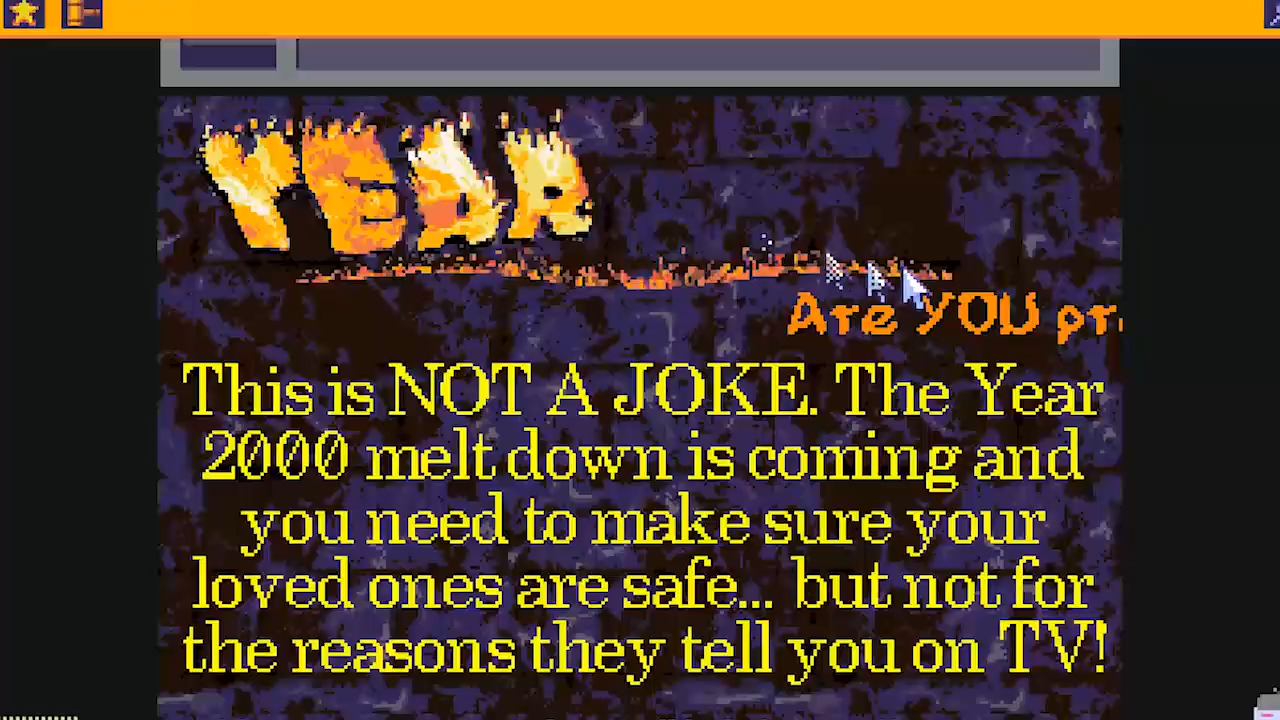 YEAR
Are YOU pr
This is NOT A JOKE. The Year
2000 melt down is coming and
you need to make sure your
loved ones are safe... but not for
the reasons they tell you on TV!